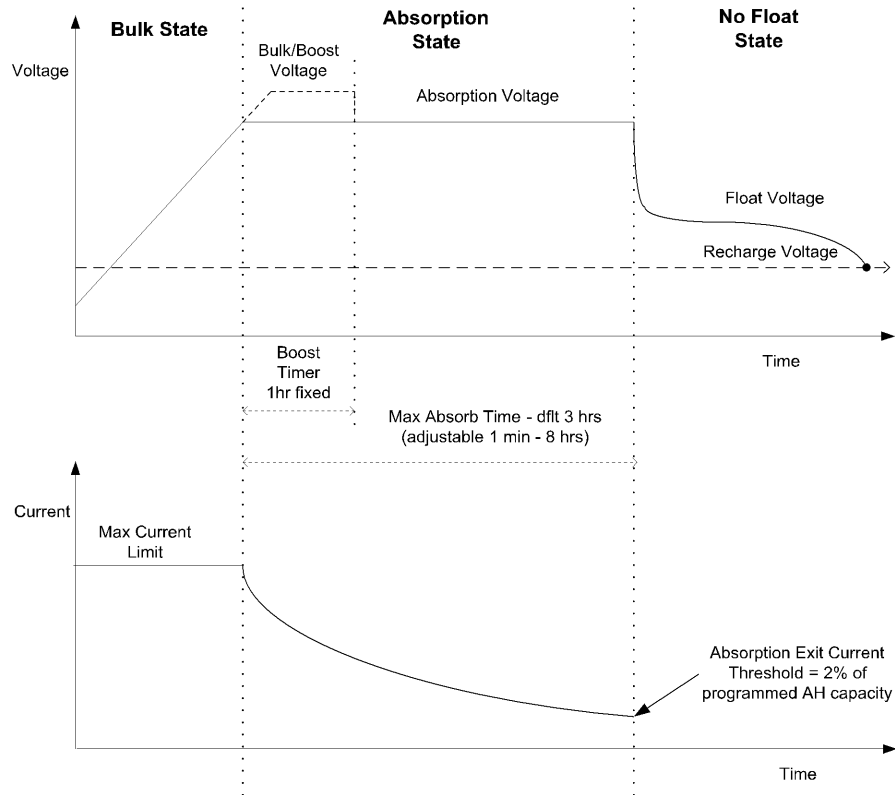 Bulk State
Absorption
State
No Float
State
Voltage
Bulk/Boost
Voltage
Absorption Voltage
Float Voltage
Recharge Voltage
Time
Boost
Timer
1hr fixed
Max Absorb Time - dflt 3 hrs
(adjustable 1 min - 8 hrs)
Current
Max Current
Limit
Absorption Exit Current
Threshold = 2% of
programmed AH capacity
Time